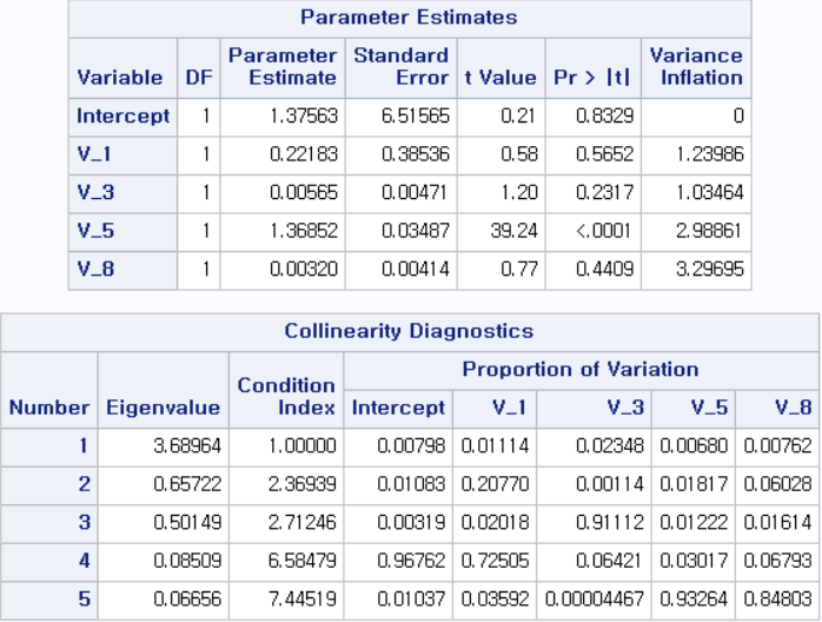 Parameter Estimates
Variable DF Parameter Estimate Standard Error t Value Pr > |t| Variance Inflation
Intercept 1 1.37563 6.51565 0.21 0.8329 0
V_1 1 0.22183 0.38536 0.58 0.5652 1.23986
V_3 1 0.00565 0.00471 1.20 0.2317 1.03464
V_5 1 1.36852 0.03487 39.24 <.0001 2.98861
V_8 1 0.00320 0.00414 0.77 0.4409 3.29695
Collinearity Diagnostics
Number Eigenvalue Condition Index Proportion of Variation
Intercept V_1 V_3 V_5 V_8
1 3.68964 1.00000 0.00798 0.01114 0.02348 0.00680 0.00762
2 0.65722 2.36939 0.01083 0.20770 0.00114 0.01817 0.06028
3 0.50149 2.71246 0.00319 0.02018 0.91112 0.01222 0.01614
4 0.08509 6.58479 0.96762 0.72505 0.06421 0.03017 0.06793
5 0.06656 7.44519 0.01037 0.03592 0.00004467 0.93264 0.84803